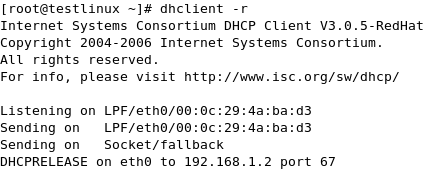 [root@testlinux ~]# dhclient -r
Internet Systems Consortium DHCP Client V3.0.5-RedHat
Copyright 2004-2006 Internet Systems Consortium.
All rights reserved.
For info, please visit http://www.isc.org/sw/dhcp/
Listening on LPF/eth0/00:0c:29:4a:ba:d3
Sending on   LPF/eth0/00:0c:29:4a:ba:d3
Sending on   Socket/fallback
DHCPRELEASE on eth0 to 192.168.1.2 port 67